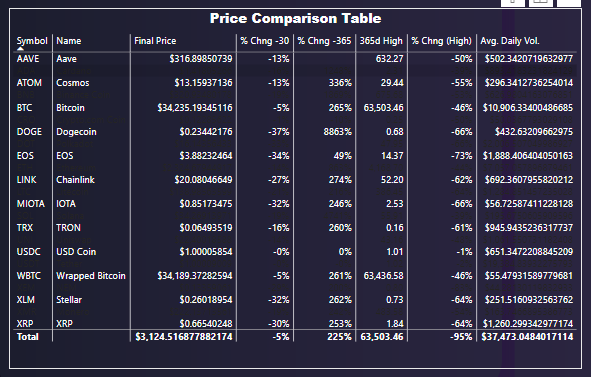 Price Comparison Table
Symbol Name Final Price % Chng -30 % Chng -365 365d High % Chng (High) Avg. Daily Vol.
AAVE Aave $316.89850739 -13% 632.27 -50% $502.3420719632977
ATOM Cosmos $13.15937136 -13% 336% 29.44 -55% $296.3412736254014
BTC Bitcoin $34,235.19345116 -5% 265% 63,503.46 -46% $10,906.33400486685
DOGE Dogecoin $0.23442176 -37% 8863% 0.68 -66% $432.63209662975
EOS EOS $3.88232464 -34% 49% 14.37 -73% $1,888.406404050163
LINK Chainlink $20.08046649 -27% 274% 52.20 -62% $692.3607955820212
MIOTA IOTA $0.85173475 -32% 246% 2.53 -66% $56.72587411228128
TRX TRON $0.06493519 -16% 260% 0.16 -61% $945.9435236317737
USDC USD Coin $1.00005854 -0% 0% 1.01 -1% $651.3472208845209
WBTC Wrapped Bitcoin $34,189.37282594 -5% 261% 63,436.58 -46% $55.47931589779681
XLM Stellar $0.26018954 -32% 262% 0.73 -64% $251.5160932563762
XRP XRP $0.66540248 -30% 253% 1.84 -64% $1,260.299342977174
Total $3,124.516877882174 -5% 225% 63,503.46 -95% $37,473.0484017114